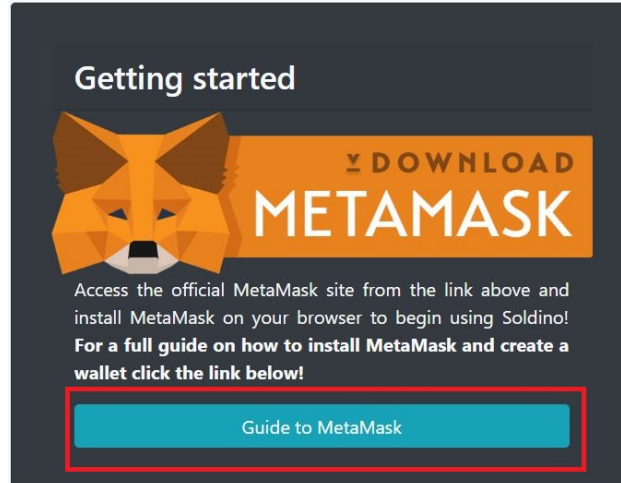 Getting started
DOWNLOAD
METAMASK
Access the official MetaMask site from the link above and
install MetaMask on your browser to begin using Soldino!
For a full guide on how to install MetaMask and create a
wallet click the link below!
Guide to MetaMask